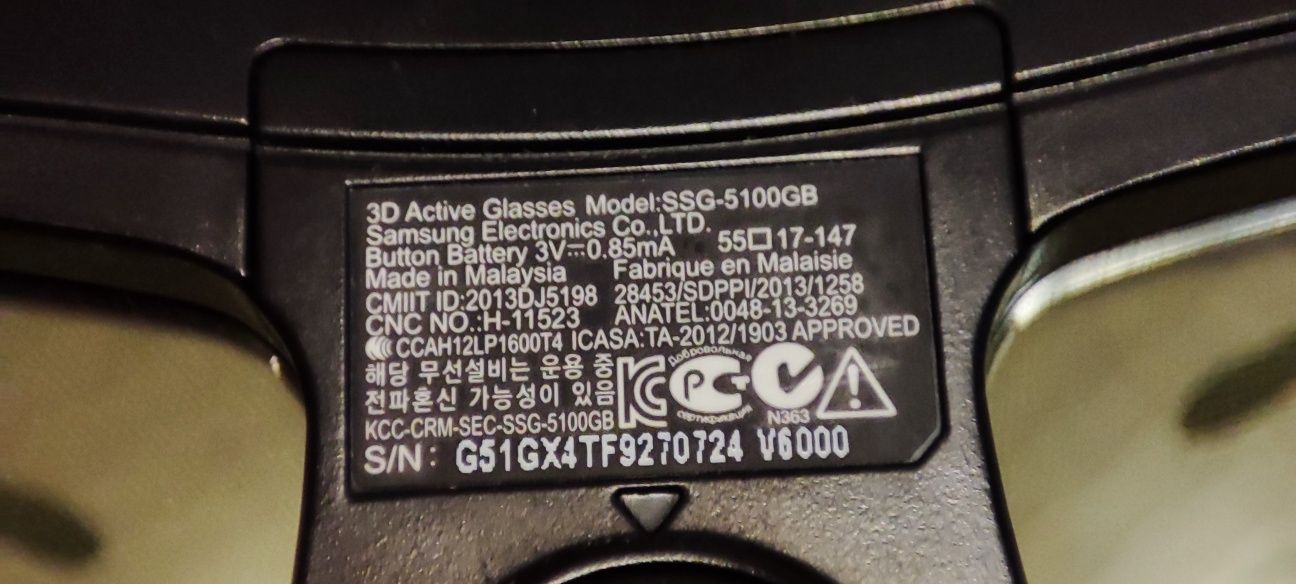 3D Active Glasses Model:SSG-5100GB
Samsung Electronics Co.,LTD.
Button Battery 3V⎓0.85mA 55□17-147
Made in Malaysia Fabrique en Malaisie
CMIIT ID:2013DJ5198 28453/SDPPI/2013/1258
CNC NO.:H-11523 ANATEL:0048-13-3269
CCAH12LP1600T4 ICASA:TA-2012/1903 APPROVED
해당 무선설비는 운용 중
전파혼신 가능성이 있음
Добровольная
сертификация
N363
KCC-CRM-SEC-SSG-5100GB
S/N: G51GX4TF9270724 V6000